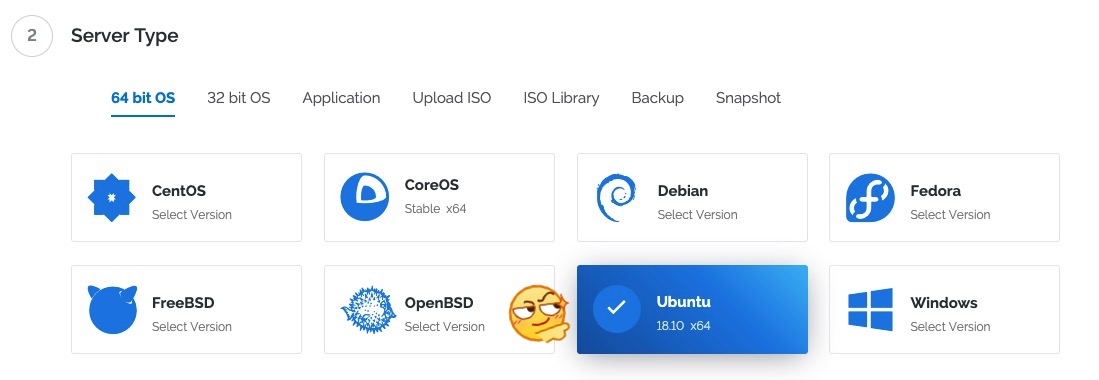 2 Server Type
64 bit OS 32 bit OS Application Upload ISO ISO Library Backup Snapshot
CentOS
Select Version
CoreOS
Stable x64
Debian
Select Version
Fedora
Select Version
FreeBSD
Select Version
OpenBSD
Select Version
Ubuntu
18.10 x64
Windows
Select Version